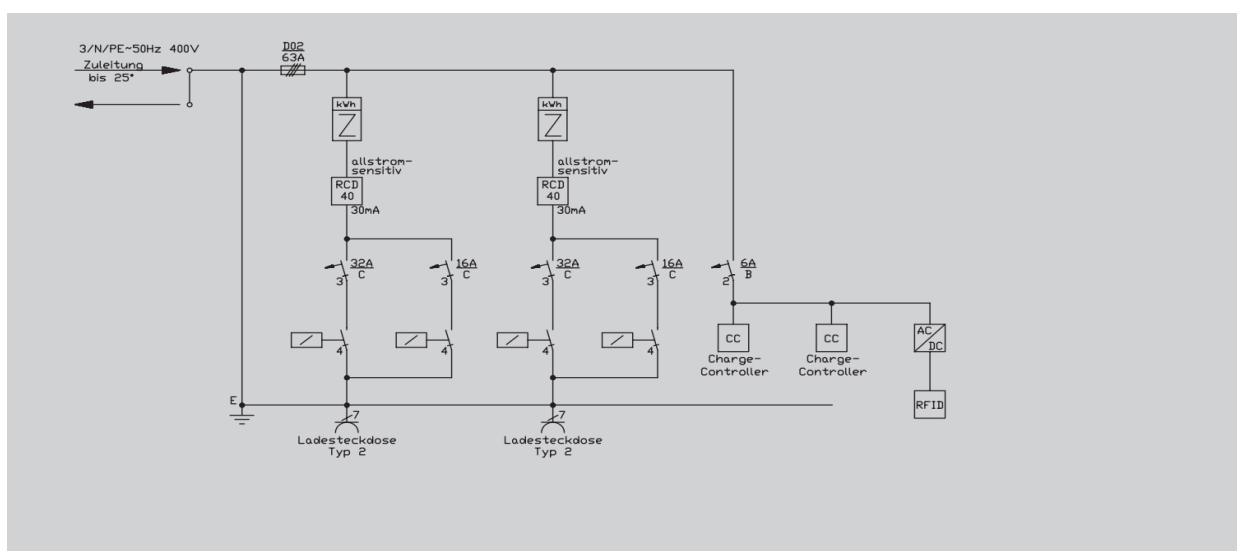 3/N/PE~50Hz 400V
Zuleitung
bis 25°
D02
63A
kWh
Z
allstrom-
sensitiv
RCD
40
30mA
32A
C
3
16A
C
3
4
4
kWh
Z
allstrom-
sensitiv
RCD
40
30mA
32A
C
3
16A
C
3
4
4
6A
B
2
CC
Charge-
Controller
CC
Charge-
Controller
AC
DC
RFID
E
7
Ladesteckdose
Typ 2
7
Ladesteckdose
Typ 2